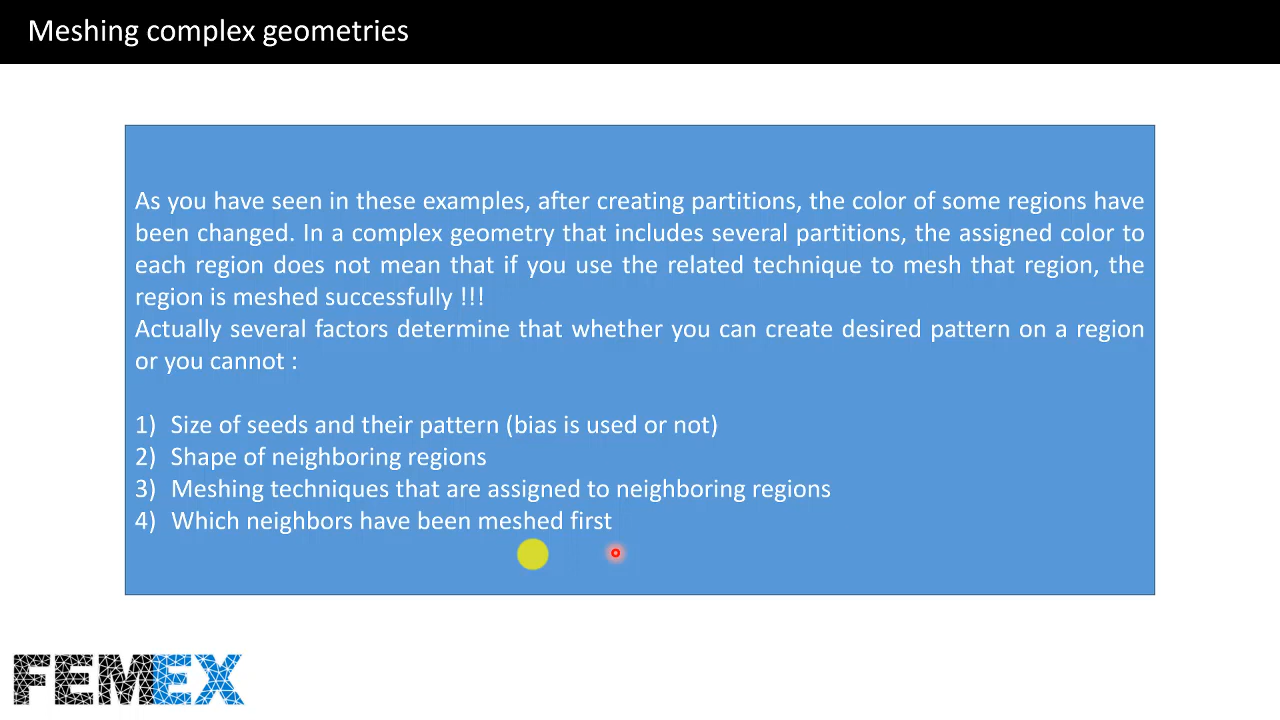 Meshing complex geometries
As you have seen in these examples, after creating partitions, the color of some regions have
been changed. In a complex geometry that includes several partitions, the assigned color to
each region does not mean that if you use the related technique to mesh that region, the
region is meshed successfully !!!
Actually several factors determine that whether you can create desired pattern on a region
or you cannot :
1) Size of seeds and their pattern (bias is used or not)
2) Shape of neighboring regions
3) Meshing techniques that are assigned to neighboring regions
4) Which neighbors have been meshed first
FEMEX